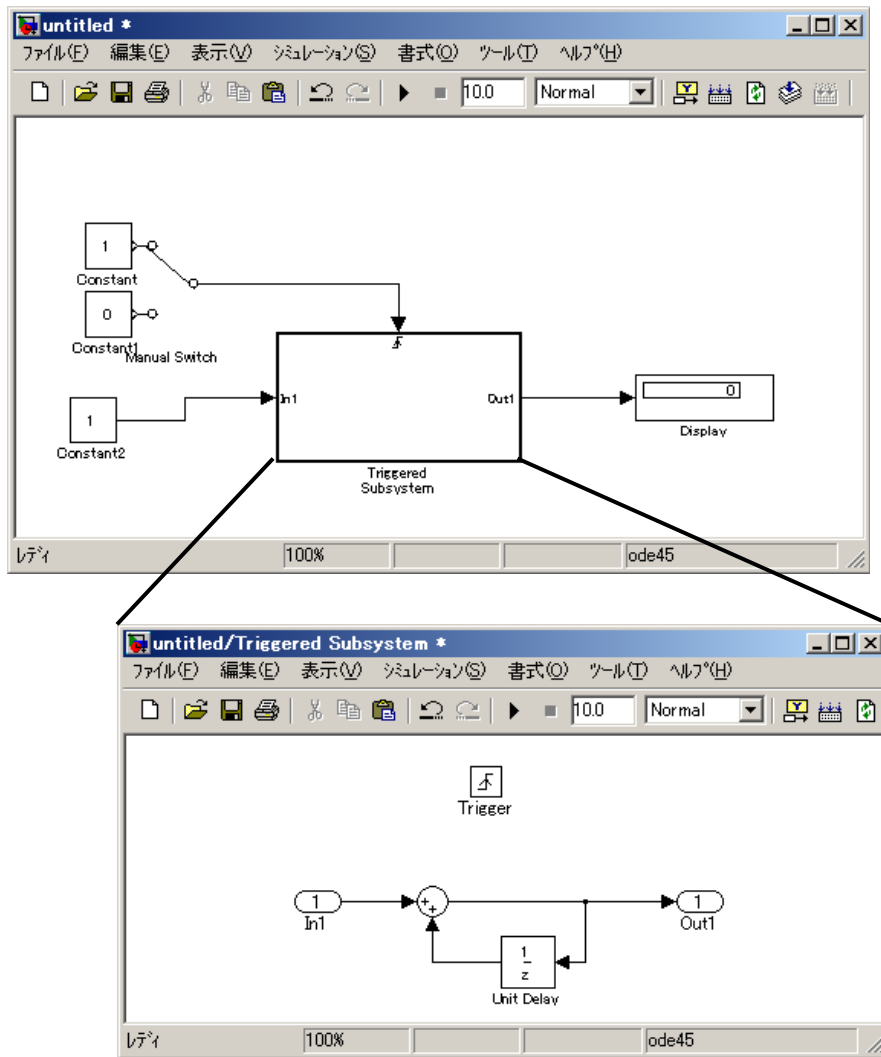 untitled *
ファイル(F) 編集(E) 表示(V) シミュレーション(S) 書式(O) ツール(T) ヘルプ(H)
10.0 Normal
1
Constant
0
Constant1
Manual Switch
1
Constant2
In1
Out1
Triggered
Subsystem
0
Display
レディ 100% ode45
untitled/Triggered Subsystem *
ファイル(F) 編集(E) 表示(V) シミュレーション(S) 書式(O) ツール(T) ヘルプ(H)
10.0 Normal
Trigger
1
In1
1
Out1
1
z
Unit Delay
レディ 100% ode45